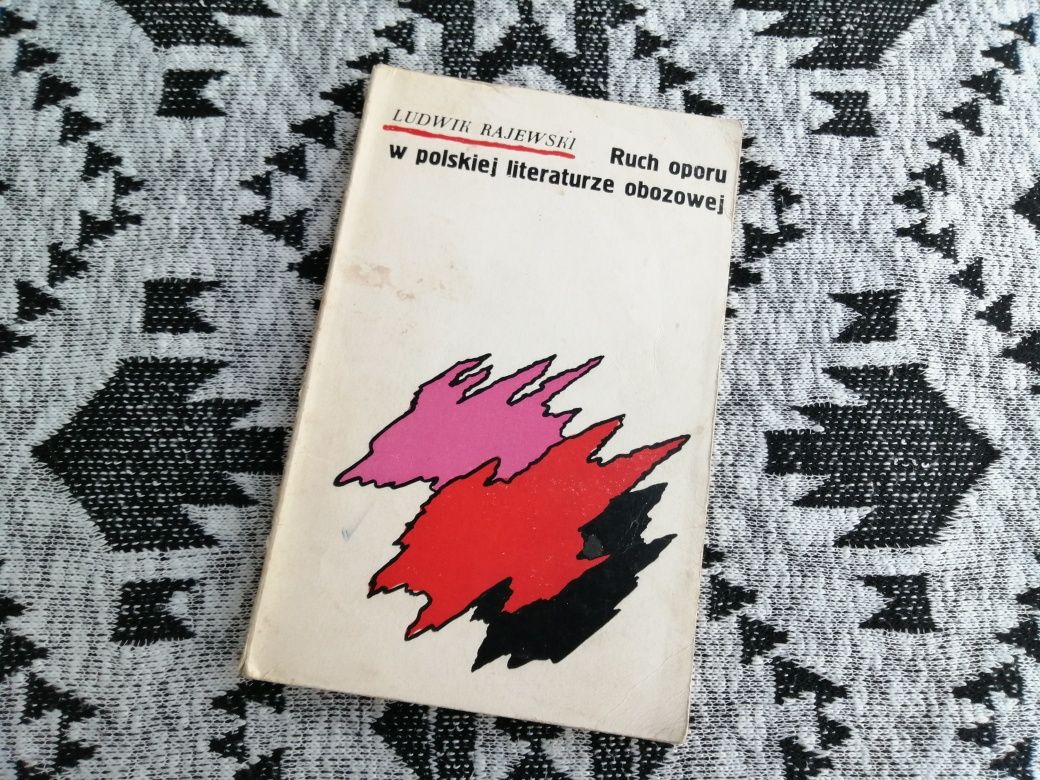 LUDWIK RAJEWSKI
Ruch oporu
w polskiej literaturze obozowej